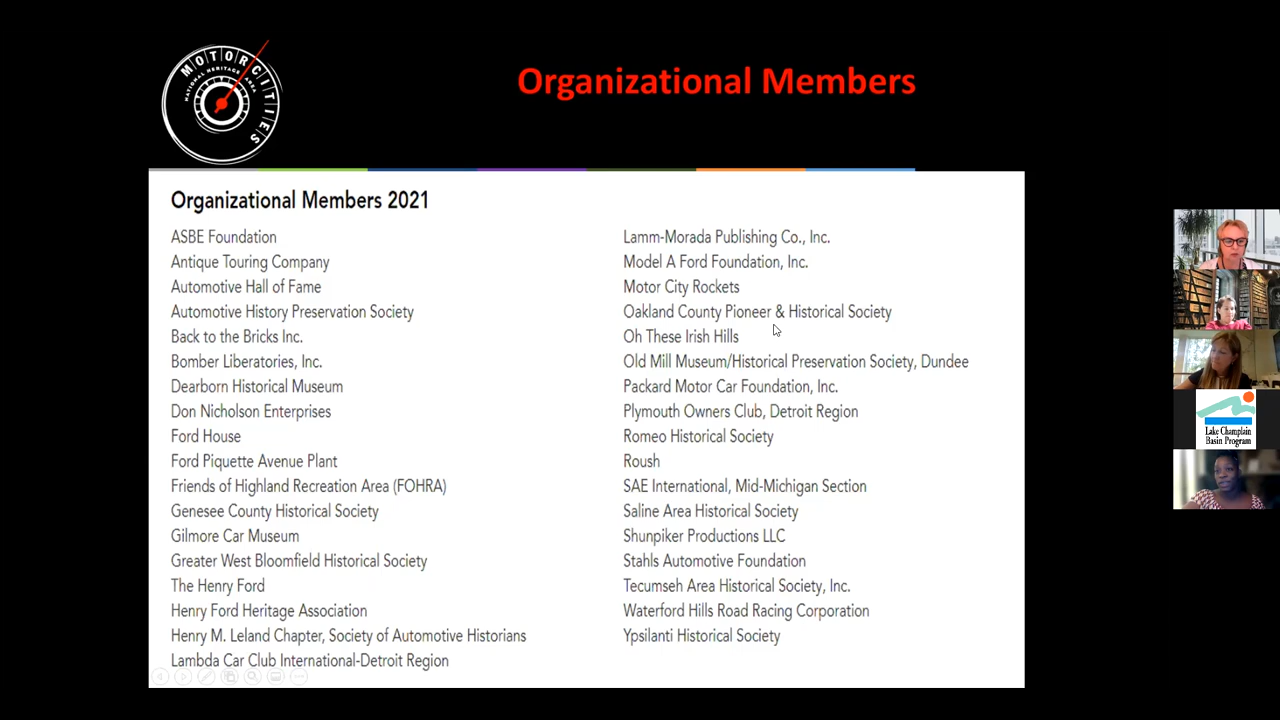 MOTORCITIES
NATIONAL HERITAGE AREA
Organizational Members
Organizational Members 2021
ASBE Foundation
Antique Touring Company
Automotive Hall of Fame
Automotive History Preservation Society
Back to the Bricks Inc.
Bomber Liberatories, Inc.
Dearborn Historical Museum
Don Nicholson Enterprises
Ford House
Ford Piquette Avenue Plant
Friends of Highland Recreation Area (FOHRA)
Genesee County Historical Society
Gilmore Car Museum
Greater West Bloomfield Historical Society
The Henry Ford
Henry Ford Heritage Association
Henry M. Leland Chapter, Society of Automotive Historians
Lambda Car Club International-Detroit Region
Lamm-Morada Publishing Co., Inc.
Model A Ford Foundation, Inc.
Motor City Rockets
Oakland County Pioneer & Historical Society
Oh These Irish Hills
Old Mill Museum/Historical Preservation Society, Dundee
Packard Motor Car Foundation, Inc.
Plymouth Owners Club, Detroit Region
Romeo Historical Society
Roush
SAE International, Mid-Michigan Section
Saline Area Historical Society
Shunpiker Productions LLC
Stahls Automotive Foundation
Tecumseh Area Historical Society, Inc.
Waterford Hills Road Racing Corporation
Ypsilanti Historical Society
Lake Champlain
Basin Program